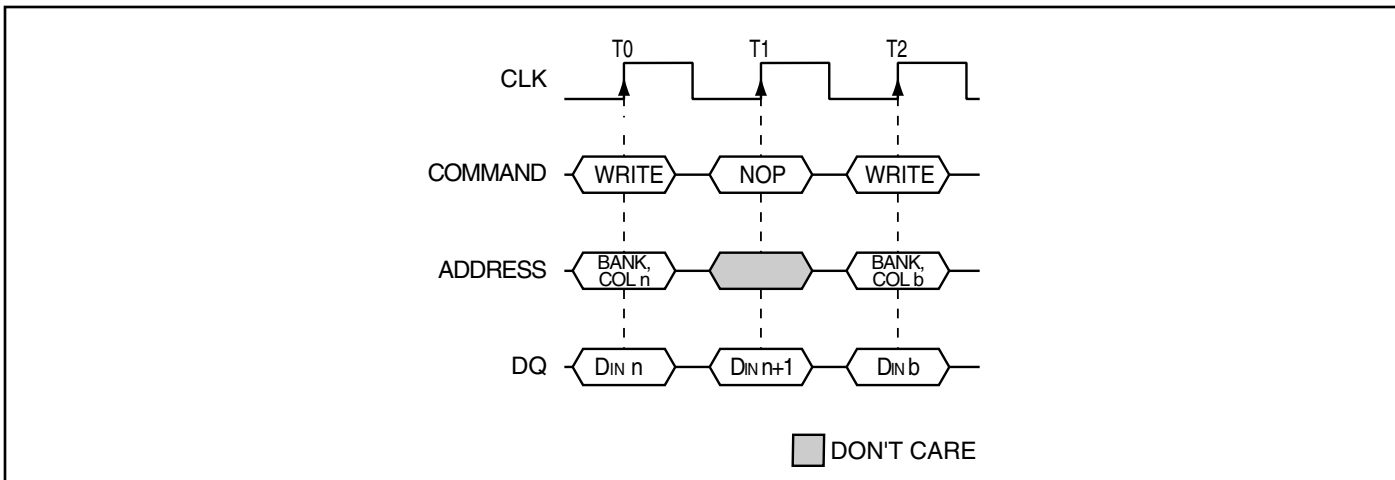 T0 T1 T2
CLK
COMMAND WRITE NOP WRITE
ADDRESS BANK, COL n BANK, COL b
DQ DIN n DIN n+1 DIN b
DON'T CARE